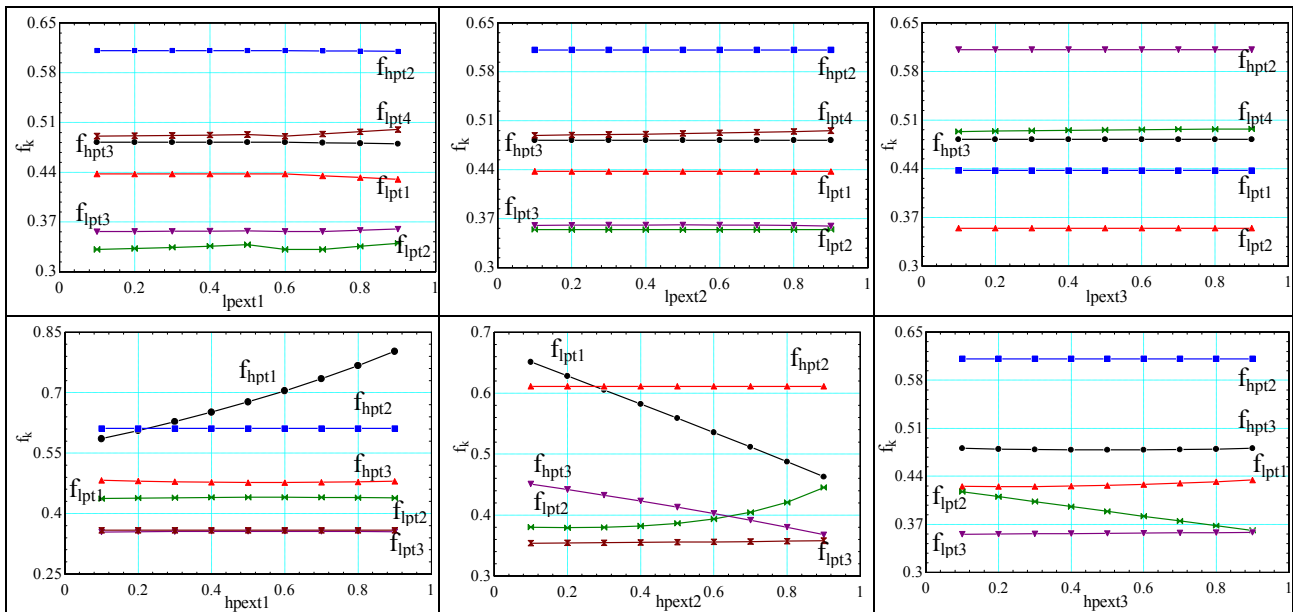 0.65
0.58
0.51
0.44
0.37
0.3
f_k
f_hpt2
f_lpt4
f_hpt3
f_lpt1
f_lpt3
f_lpt2
0 0.2 0.4 0.6 0.8 1
lpext1
0.65
0.58
0.51
0.44
0.37
0.3
f_k
f_hpt2
f_lpt4
f_hpt3
f_lpt1
f_lpt3
f_lpt2
0 0.2 0.4 0.6 0.8 1
lpext2
0.65
0.58
0.51
0.44
0.37
0.3
f_k
f_hpt2
f_lpt4
f_hpt3
f_lpt1
f_lpt2
0 0.2 0.4 0.6 0.8 1
lpext3
0.85
0.7
0.55
0.4
0.25
f_k
f_hpt1
f_hpt2
f_hpt3
f_lpt1
f_lpt2
f_lpt3
0 0.2 0.4 0.6 0.8 1
hpext1
0.7
0.6
0.5
0.4
0.3
f_k
f_lpt1
f_hpt2
f_hpt3
f_lpt2
f_lpt3
0 0.2 0.4 0.6 0.8 1
hpext2
0.65
0.58
0.51
0.44
0.37
0.3
f_k
f_hpt2
f_hpt3
f_lpt1
f_lpt2
f_lpt3
0 0.2 0.4 0.6 0.8 1
hpext3